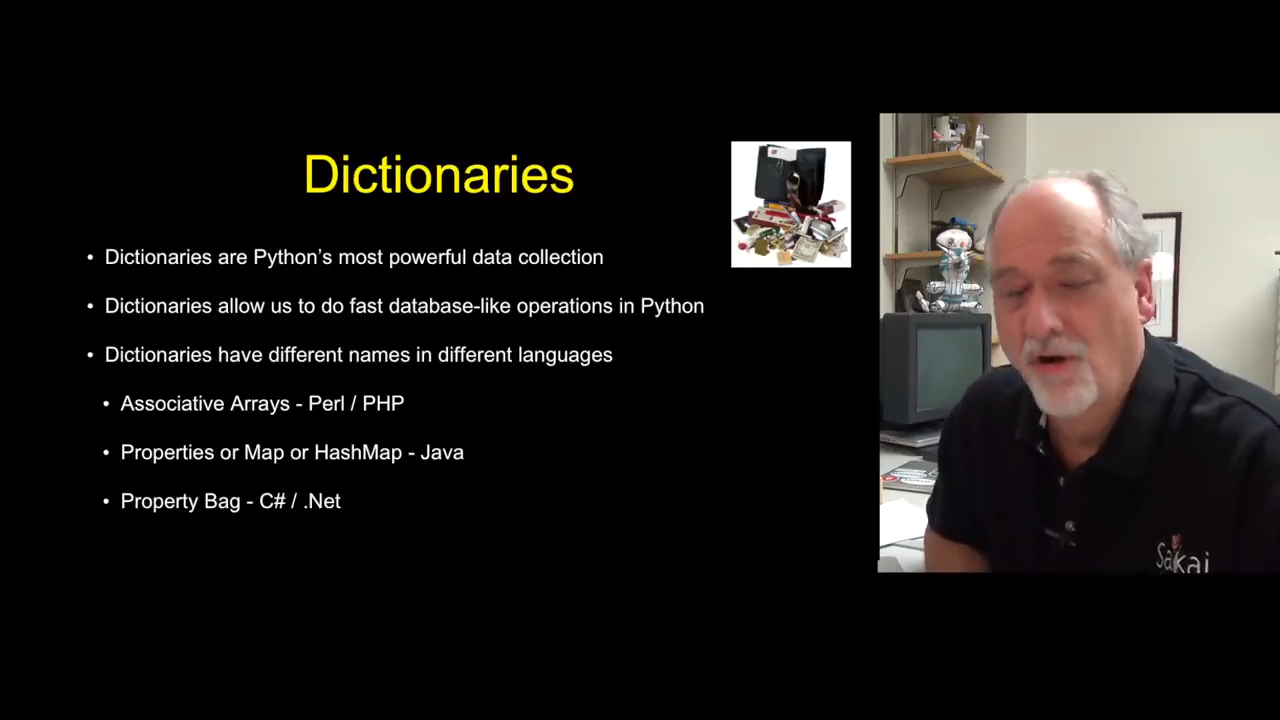 Dictionaries
• Dictionaries are Python's most powerful data collection
• Dictionaries allow us to do fast database-like operations in Python
• Dictionaries have different names in different languages
• Associative Arrays - Perl / PHP
• Properties or Map or HashMap - Java
• Property Bag - C# / .Net
Sakai